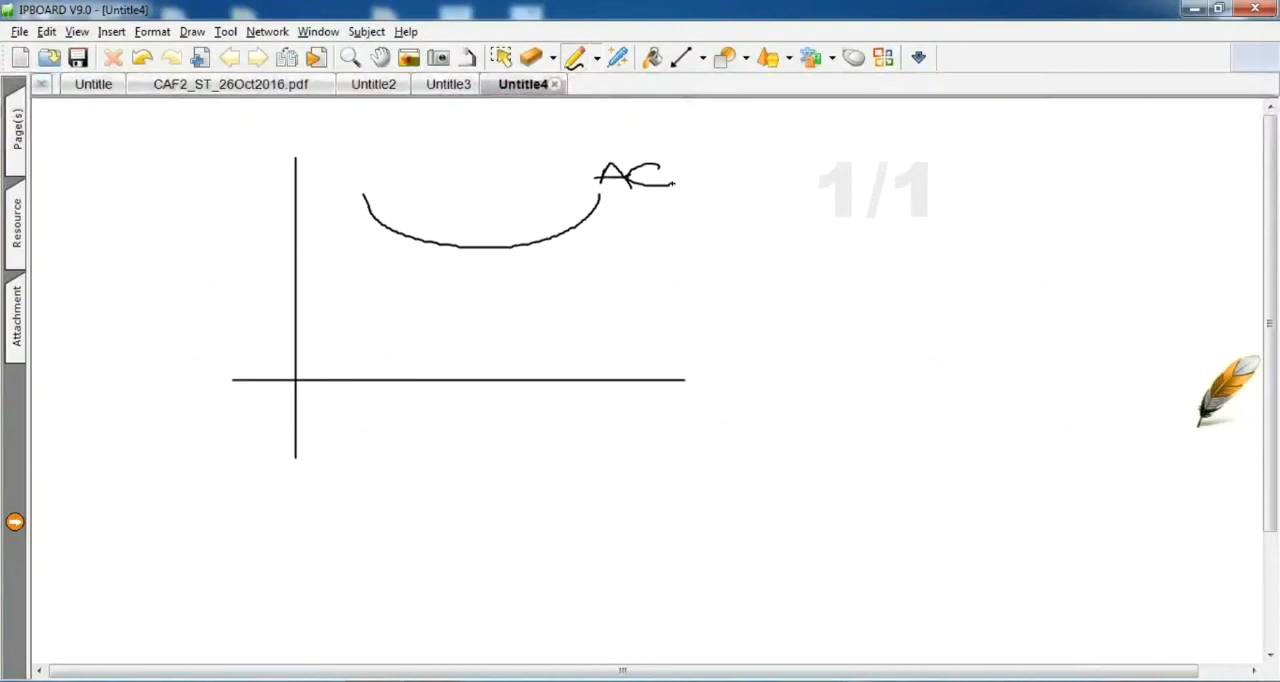 IPBOARD V9.0 - [Untitle4]
File Edit View Insert Format Draw Tool Network Window Subject Help
Untitle CAF2_ST_26Oct2016.pdf Untitle2 Untitle3 Untitle4
Page(s)
Resource
Attachment
AC
1/1